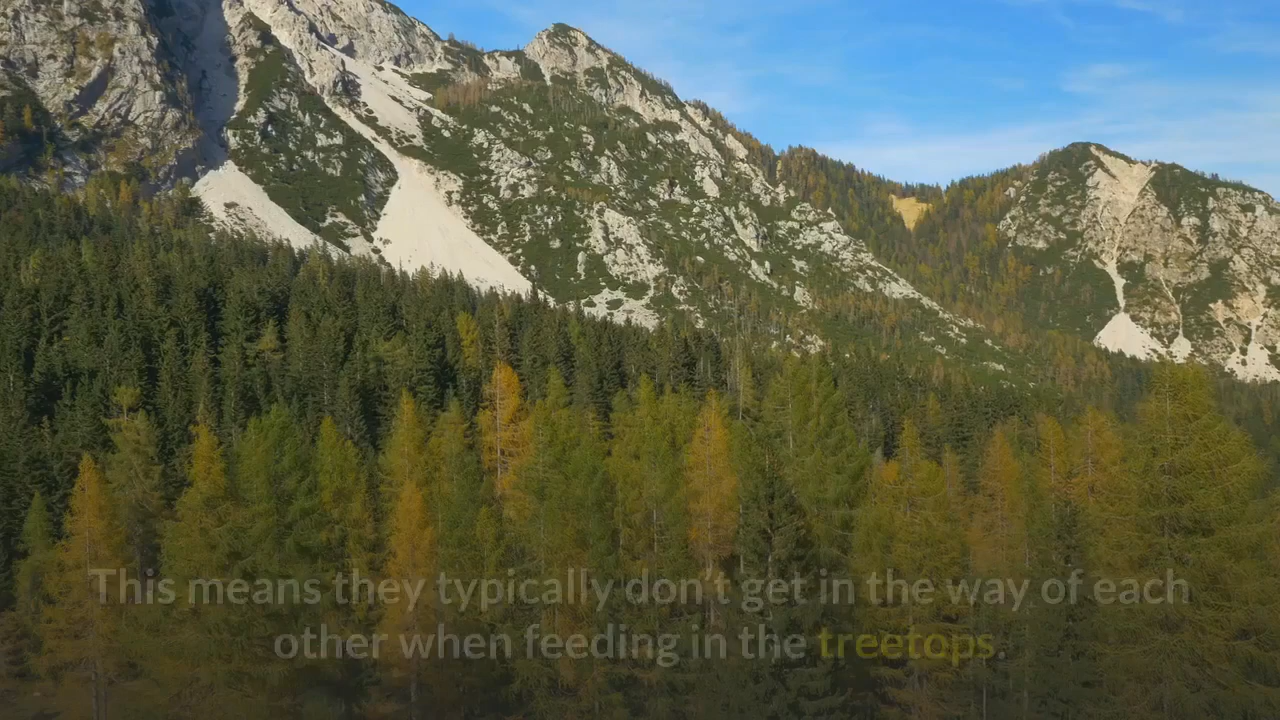 This means they typically don't get in the way of each
other when feeding in the treetops.